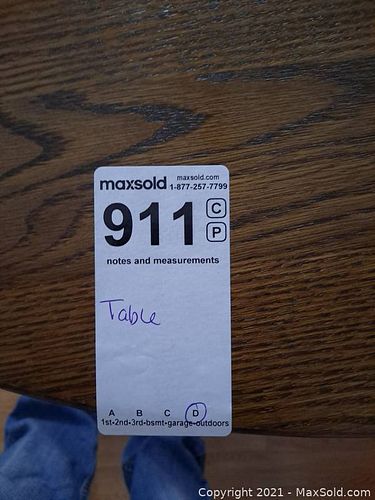 maxsold maxsold.com
1-877-257-7799
911 C
P
notes and measurements
Table
A B C D
1st-2nd-3rd-bsmt-garage-outdoors
Copyright © 2021 - MaxSold.com